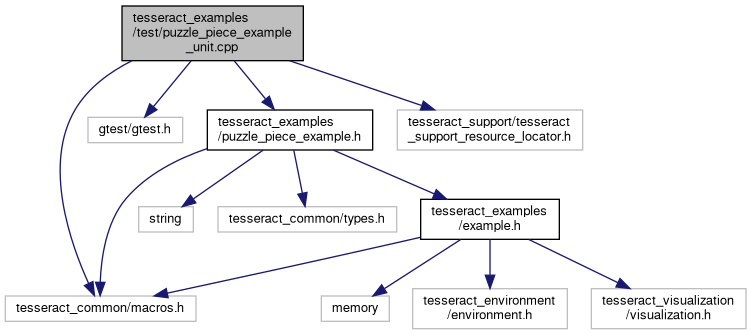 tesseract_examples
/test/puzzle_piece_example
_unit.cpp
gtest/gtest.h
tesseract_examples
/puzzle_piece_example.h
tesseract_support/tesseract
_support_resource_locator.h
string
tesseract_common/types.h
tesseract_examples
/example.h
tesseract_common/macros.h
memory
tesseract_environment
/environment.h
tesseract_visualization
/visualization.h